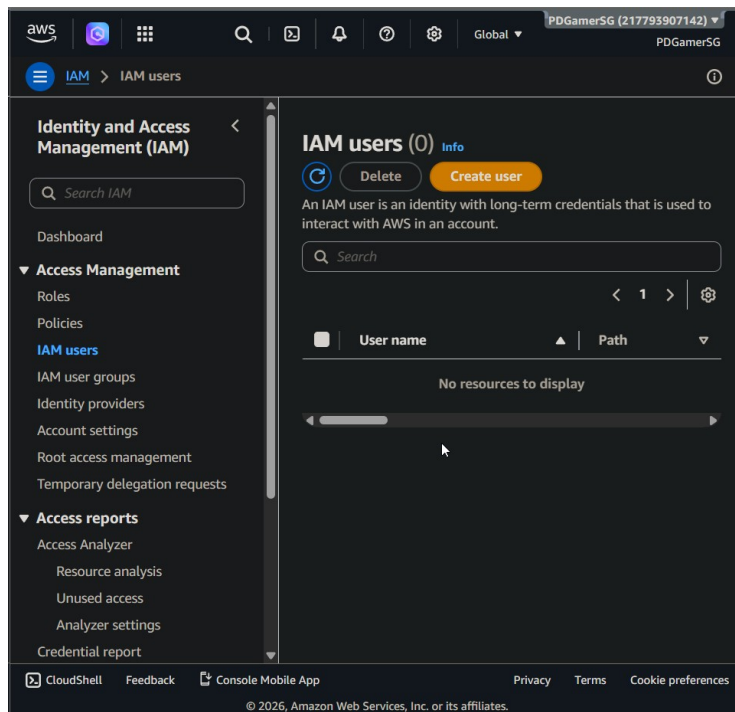 aws
Global ▼
PDGamerSG (217793907142) ▼
PDGamerSG
IAM > IAM users
Identity and Access
Management (IAM)
Search IAM
Dashboard
Access Management
Roles
Policies
IAM users
IAM user groups
Identity providers
Account settings
Root access management
Temporary delegation requests
Access reports
Access Analyzer
Resource analysis
Unused access
Analyzer settings
Credential report
IAM users (0) Info
Delete
Create user
An IAM user is an identity with long-term credentials that is used to
interact with AWS in an account.
Search
1
User name
Path
No resources to display
CloudShell Feedback Console Mobile App Privacy Terms Cookie preferences
© 2026, Amazon Web Services, Inc. or its affiliates.